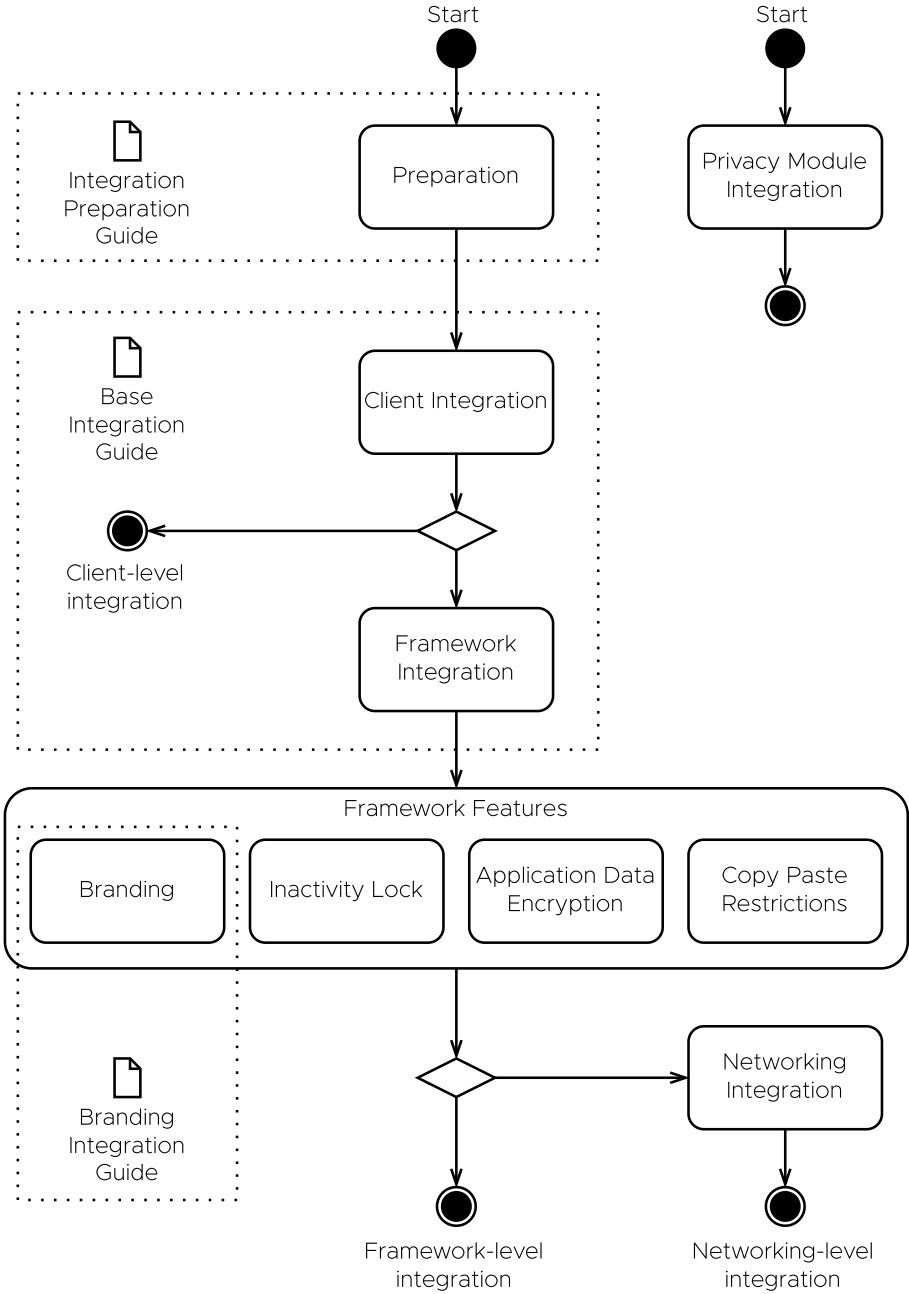 Start
Start
Integration
Preparation
Guide
Preparation
Privacy Module
Integration
Base
Integration
Guide
Client Integration
Client-level
integration
Framework
Integration
Framework Features
Branding
Inactivity Lock
Application Data
Encryption
Copy Paste
Restrictions
Branding
Integration
Guide
Networking
Integration
Framework-level
integration
Networking-level
integration